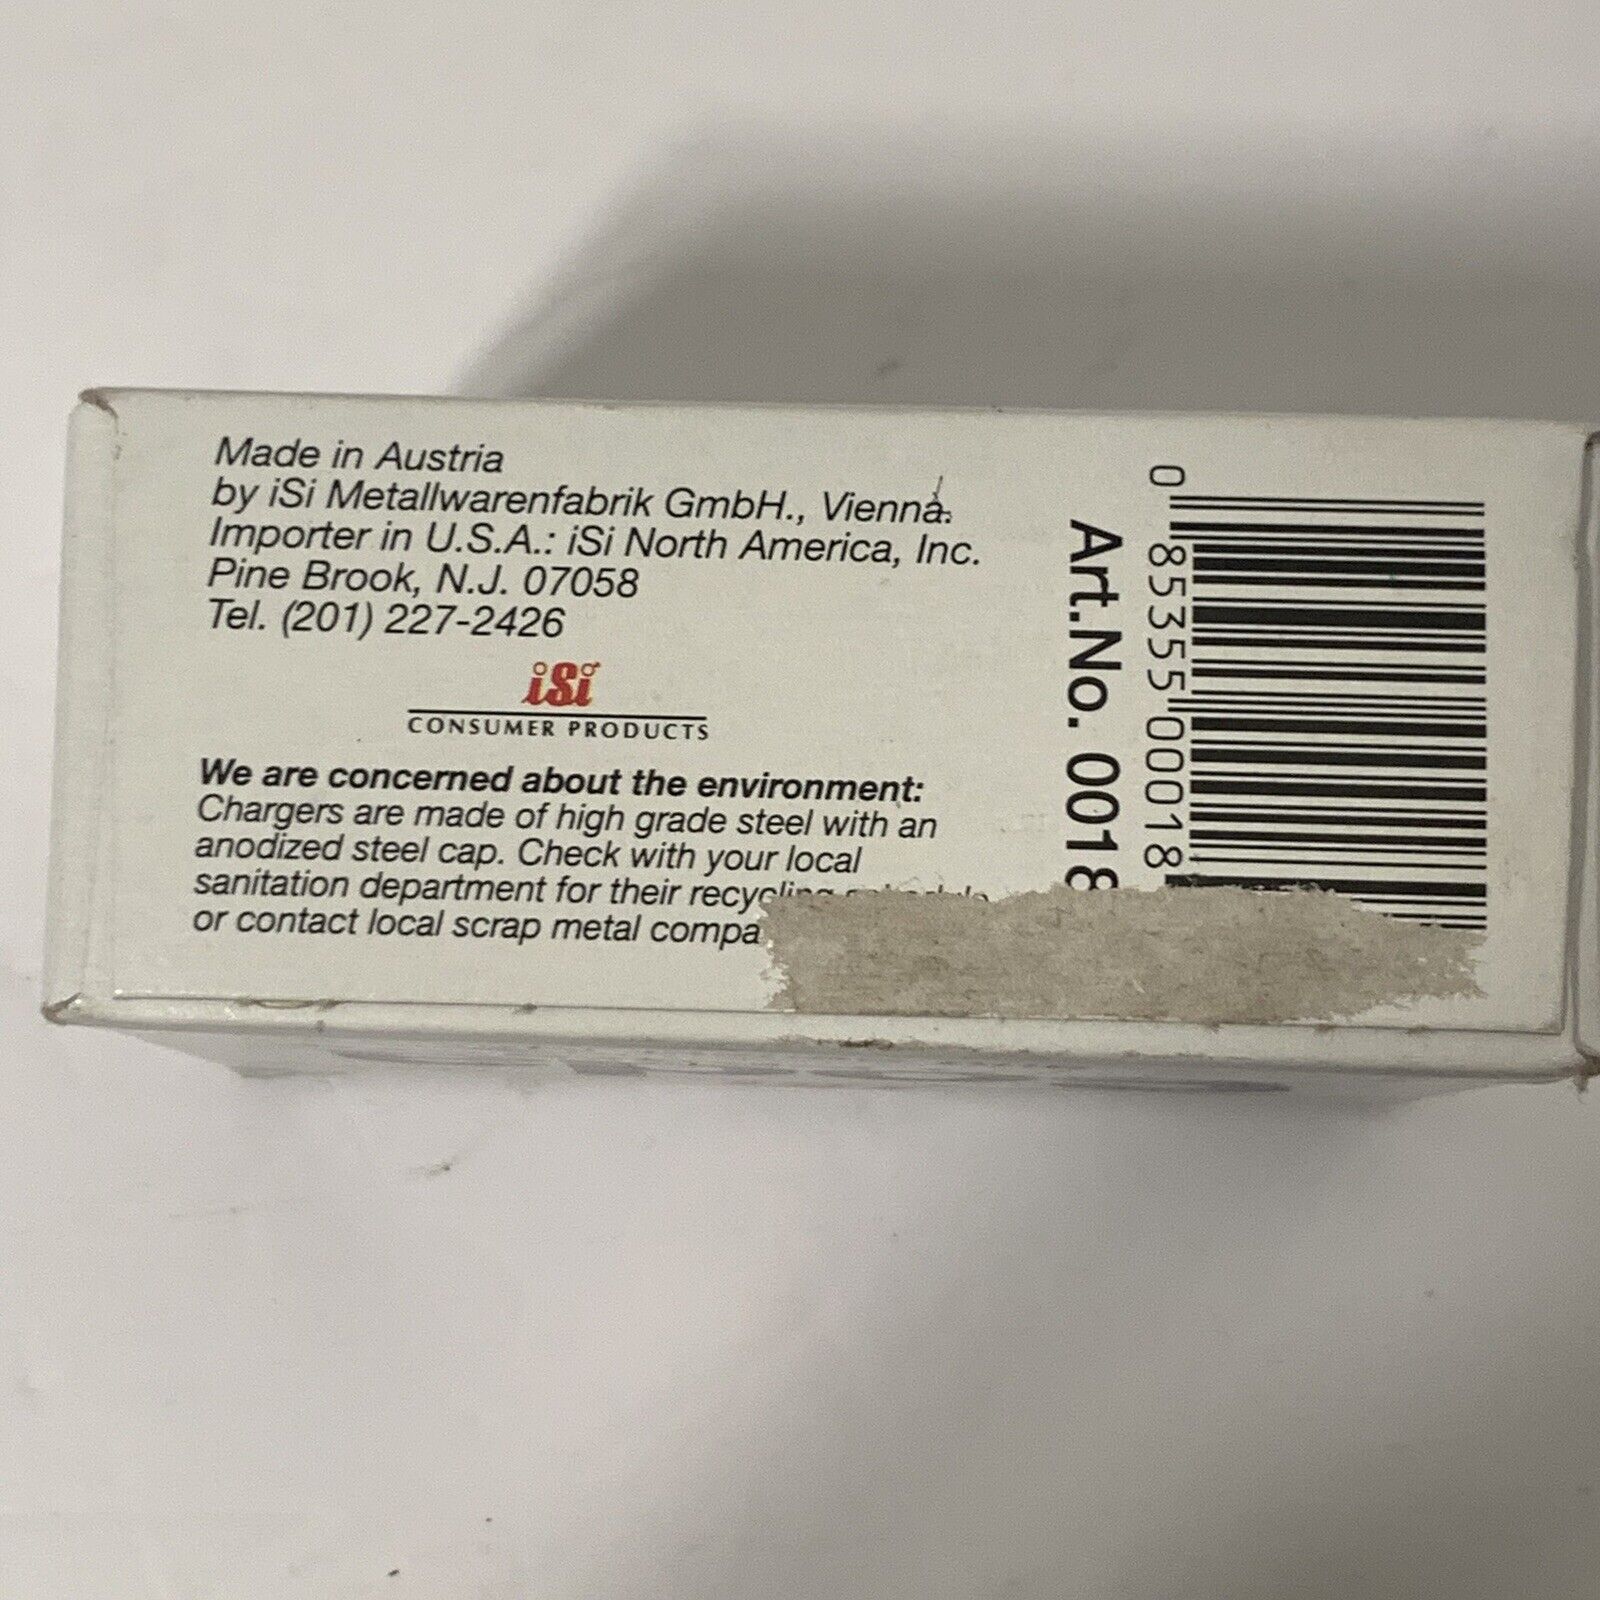 Made in Austria
by iSi Metallwarenfabrik GmbH., Vienna.
Importer in U.S.A.: iSi North America, Inc.
Pine Brook, N.J. 07058
Tel. (201) 227-2426
iSi
CONSUMER PRODUCTS
We are concerned about the environment:
Chargers are made of high grade steel with an
anodized steel cap. Check with your local
sanitation department for their recycling
or contact local scrap metal
Art.No. 0018
0 85355 00018